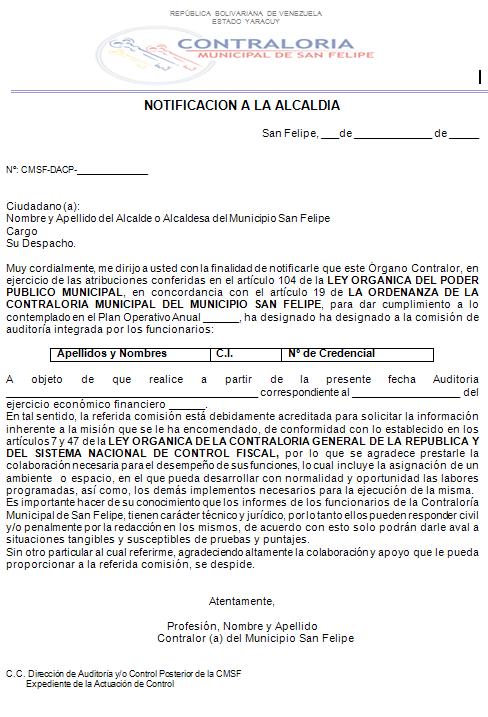 REPÚBLICA BOLIVARIANA DE VENEZUELA
ESTADO YARACUY
CONTRALORIA
MUNICIPAL DE SAN FELIPE
NOTIFICACION A LA ALCALDIA
San Felipe, ___de ____________ de _____
Nº: CMSF-DACP-______________
Ciudadano (a):
Nombre y Apellido del Alcalde o Alcaldesa del Municipio San Felipe
Cargo
Su Despacho.
Muy cordialmente, me dirijo a usted con la finalidad de notificarle que este Órgano Contralor, en
ejercicio de las atribuciones conferidas en el artículo 104 de la LEY ORGANICA DEL PODER
PUBLICO MUNICIPAL, en concordancia con el artículo 19 de LA ORDENANZA DE LA
CONTRALORIA MUNICIPAL DEL MUNICIPIO SAN FELIPE, para dar cumplimiento a lo
contemplado en el Plan Operativo Anual ______, ha designado ha designado a la comisión de
auditoría integrada por los funcionarios:
Apellidos y Nombres C.I. Nº de Credencial
A objeto de que realice a partir de la presente fecha Auditoria
_______________________________________ correspondiente al _________________ del
ejercicio económico financiero ______.
En tal sentido, la referida comisión está debidamente acreditada para solicitar la información
inherente a la misión que se le ha encomendado, de conformidad con lo establecido en los
artículos 7 y 47 de la LEY ORGANICA DE LA CONTRALORIA GENERAL DE LA REPUBLICA Y
DEL SISTEMA NACIONAL DE CONTROL FISCAL, por lo que se agradece prestarle la
colaboración necesaria para el desempeño de sus funciones, lo cual incluye la asignación de un
ambiente o espacio, en el que pueda desarrollar con normalidad y oportunidad las labores
programadas, así como, los demás implementos necesarios para la ejecución de la misma.
Es importante hacer de su conocimiento que los informes de los funcionarios de la Contraloría
Municipal de San Felipe, tienen carácter técnico y jurídico, por lo tanto ellos pueden responder civil
y/o penalmente por la redacción en los mismos, de acuerdo con esto solo podrán darle aval a
situaciones tangibles y susceptibles de pruebas y puntajes.
Sin otro particular al cual referirme, agradeciendo altamente la colaboración y apoyo que le pueda
proporcionar a la referida comisión, se despide.
Atentamente,
Profesión, Nombre y Apellido
Contralor (a) del Municipio San Felipe
C.C. Dirección de Auditoría y/o Control Posterior de la CMSF
Expediente de la Actuación de Control